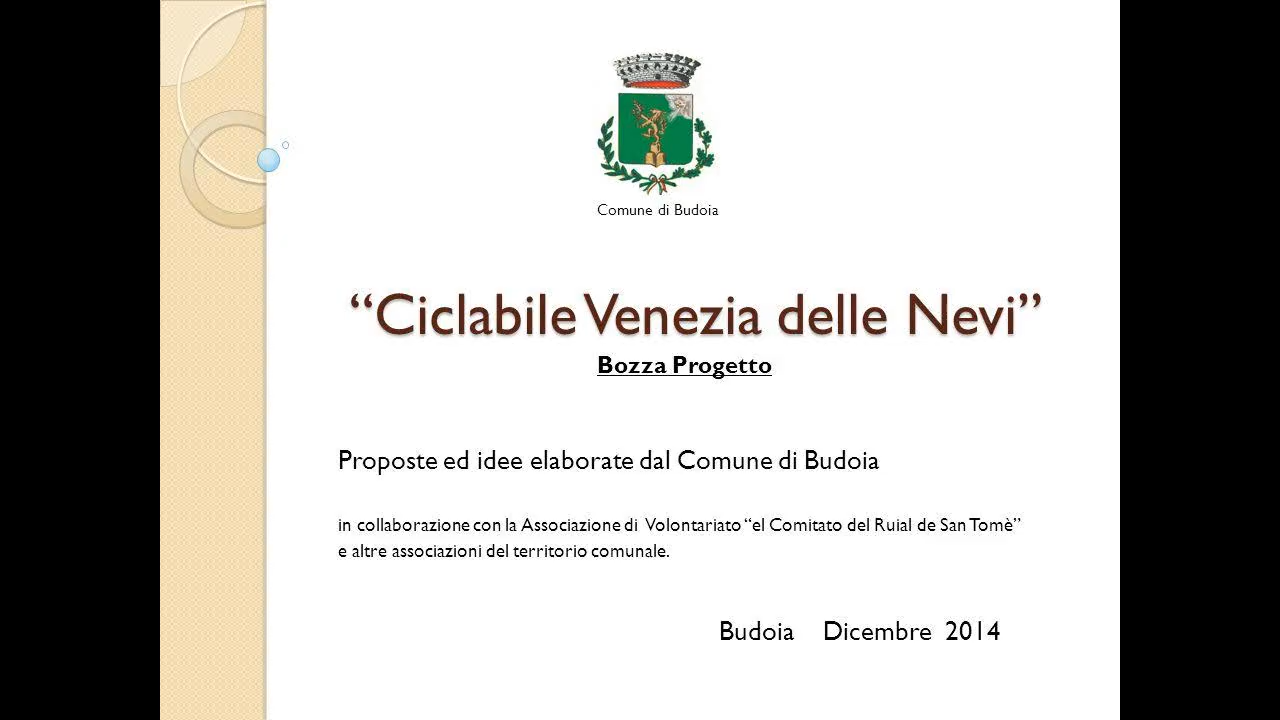 Comune di Budoia
“Ciclabile Venezia delle Nevi”
Bozza Progetto
Proposte ed idee elaborate dal Comune di Budoia
in collaborazione con la Associazione di Volontariato “el Comitato del Ruial de San Tomè”
e altre associazioni del territorio comunale.
Budoia Dicembre 2014